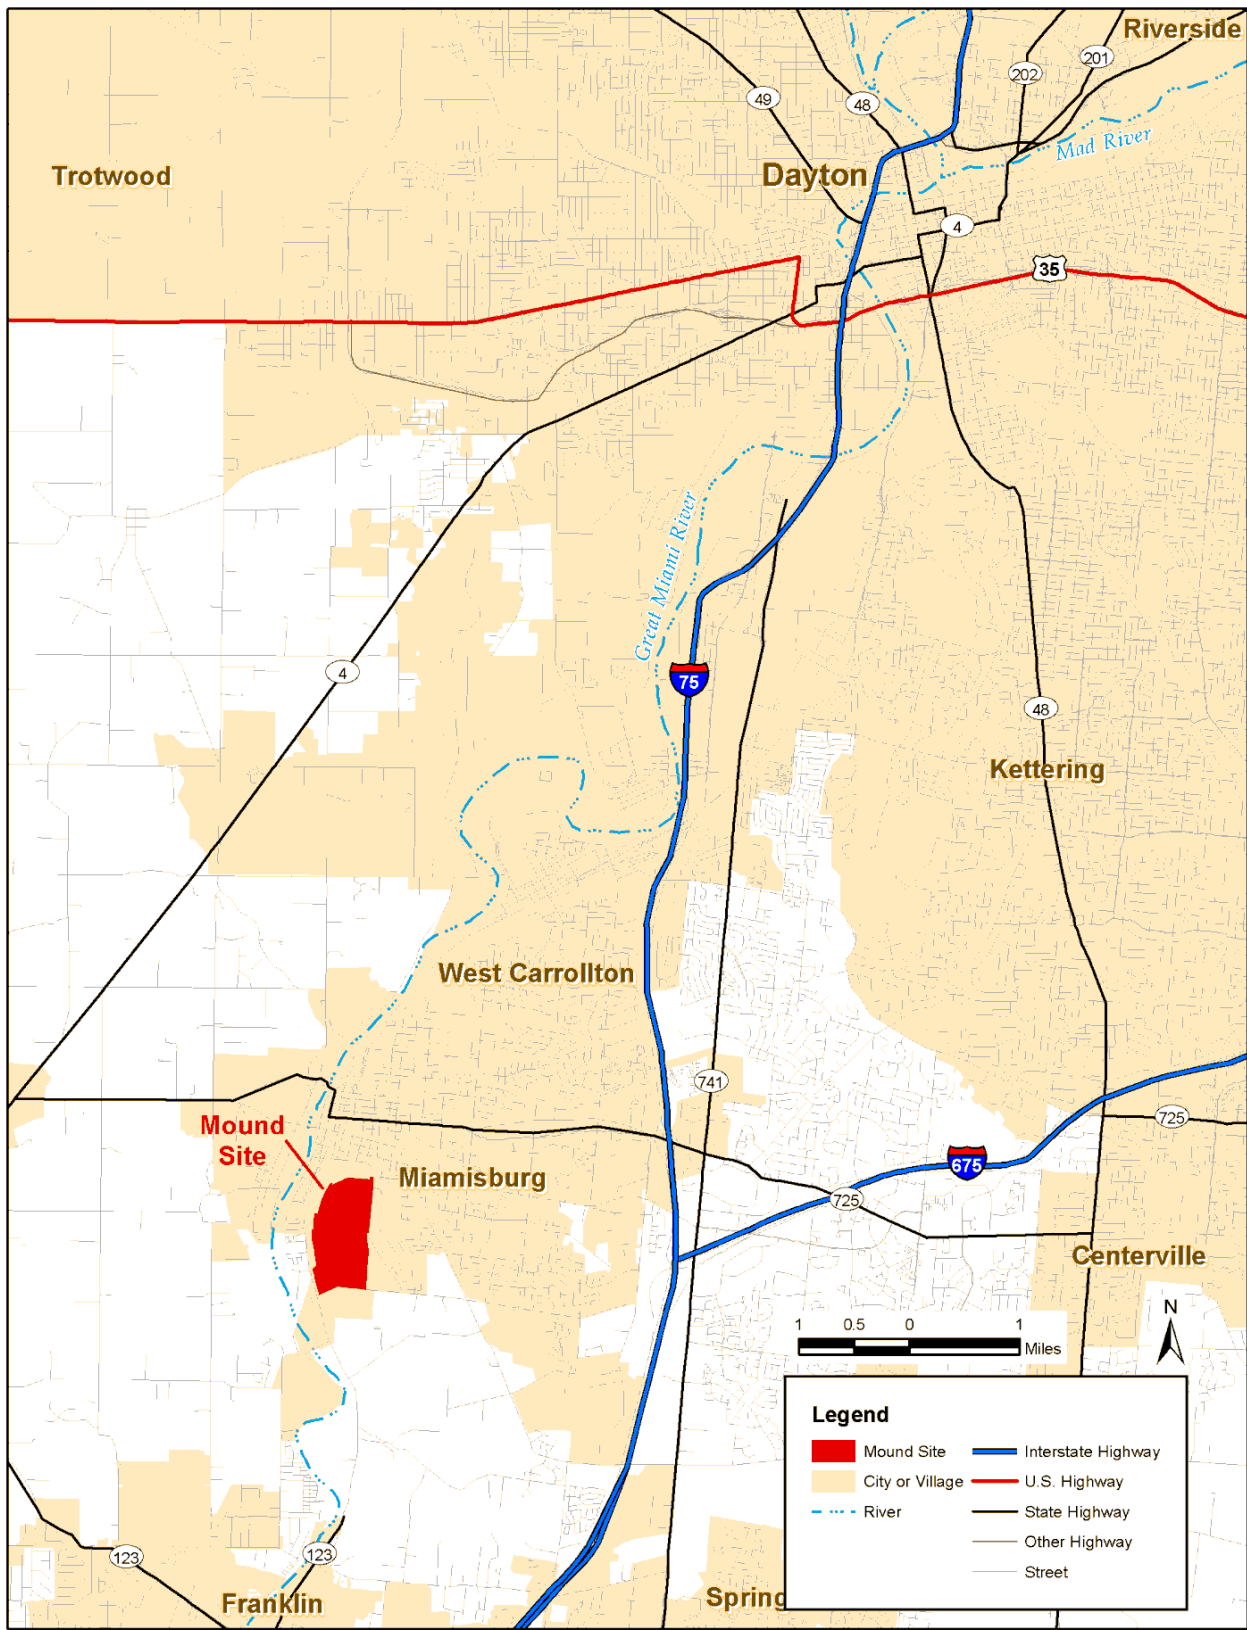 Riverside
201
202
49
48
Mad River
Trotwood
Dayton
4
35
Great Miami River
4
75
48
Kettering
West Carrollton
741
Mound
Site
725
675
Miamisburg
725
Centerville
N
1 0.5 0 1
Miles
Legend
Mound Site
Interstate Highway
City or Village
U.S. Highway
River
State Highway
Other Highway
Street
123
123
Franklin
Spring